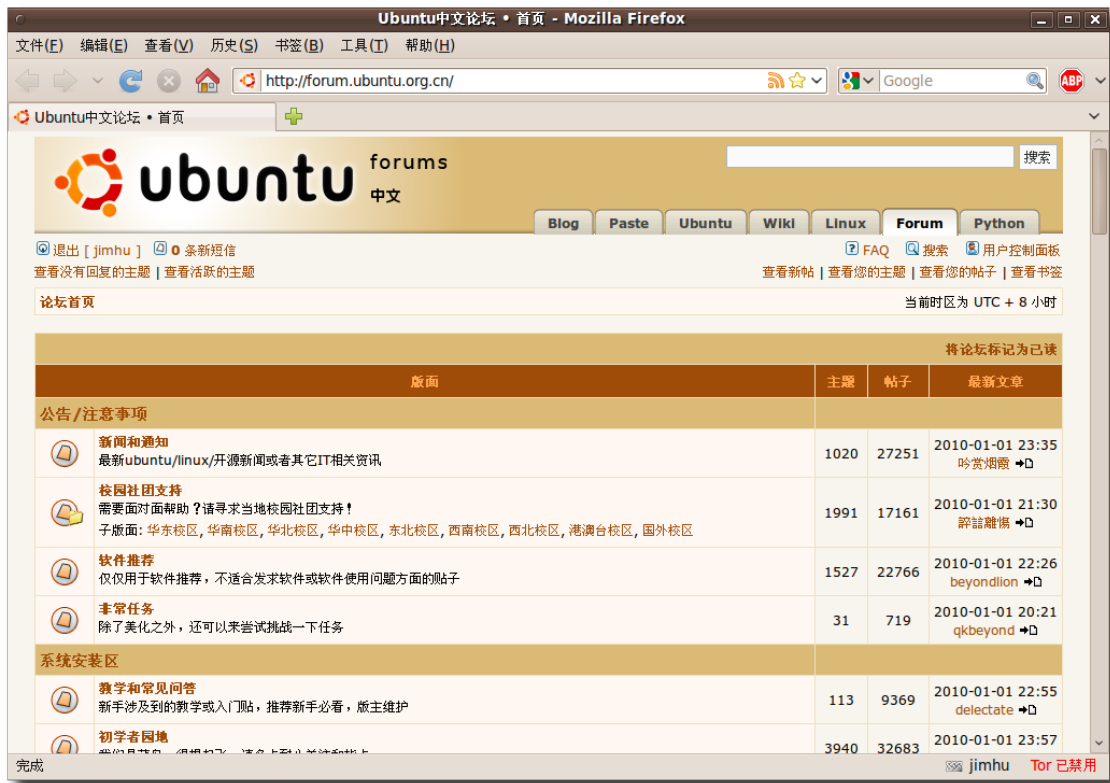 Ubuntu中文论坛 • 首页 - Mozilla Firefox
文件(F) 编辑(E) 查看(V) 历史(S) 书签(B) 工具(T) 帮助(H)
http://forum.ubuntu.org.cn/ Google ABP
Ubuntu中文论坛 • 首页
ubuntu forums 中文
搜索
Blog Paste Ubuntu Wiki Linux Forum Python
退出 [ jimhu ] 0 条新短信 FAQ 搜索 用户控制面板
查看没有回复的主题 | 查看活跃的主题 查看新帖 | 查看您的主题 | 查看您的帖子 | 查看书签
论坛首页 当前时区为 UTC + 8 小时
将论坛标记为已读
版面 主题 帖子 最新文章
公告/注意事项
新闻和通知
最新ubuntu/linux/开源新闻或者其它IT相关资讯
1020 27251 2010-01-01 23:35
吟赏烟霞
校园社团支持
需要面对面帮助？请寻求当地校园社团支持！
子版面: 华东校区, 华南校区, 华北校区, 华中校区, 东北校区, 西南校区, 西北校区, 港澳台校区, 国外校区
1991 17161 2010-01-01 21:30
软件推荐
仅仅用于软件推荐，不适合发求软件或软件使用问题方面的贴子
1527 22766 2010-01-01 22:26
beyondlion
非常任务
除了美化之外，还可以来尝试挑战一下任务
31 719 2010-01-01 20:21
qkbeyond
系统安装区
教学和常见问答
新手涉及到的教学或入门贴，推荐新手必看，版主维护
113 9369 2010-01-01 22:55
delectate
初学者园地
3940 32683 2010-01-01 23:57
完成 jimhu Tor 已禁用